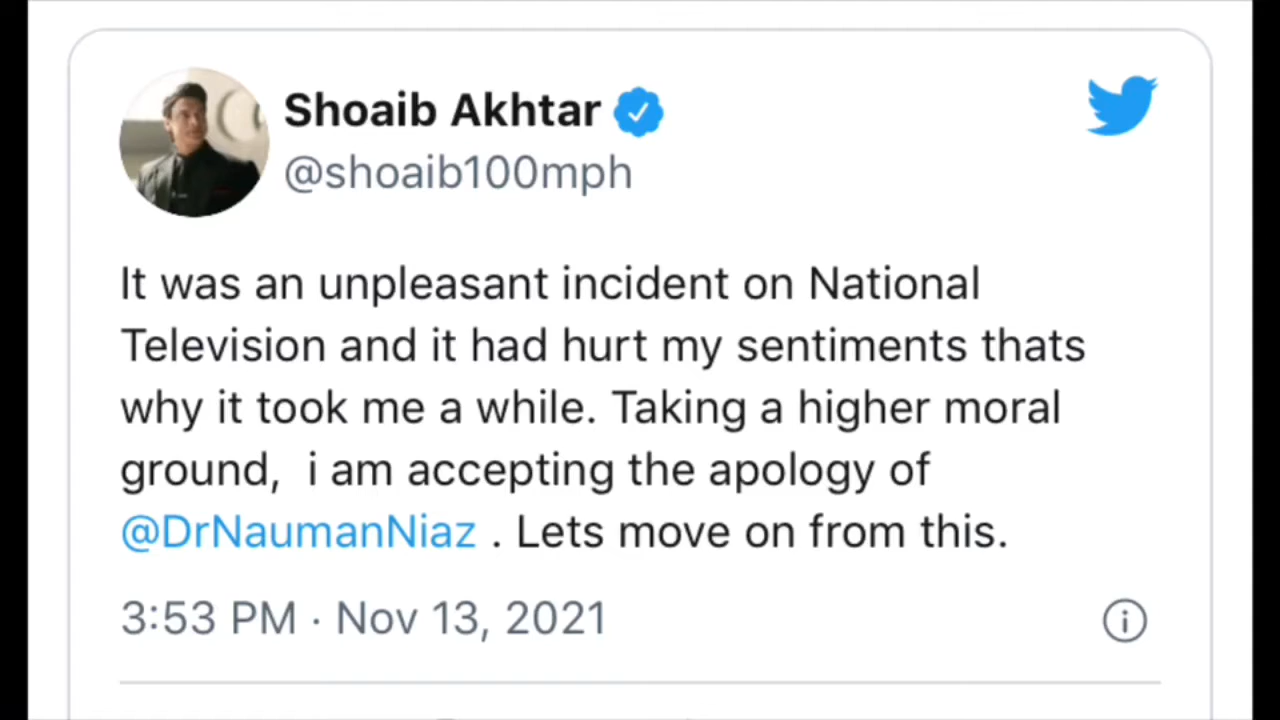 Shoaib Akhtar
@shoaib100mph
It was an unpleasant incident on National
Television and it had hurt my sentiments thats
why it took me a while. Taking a higher moral
ground,  i am accepting the apology of
@DrNaumanNiaz . Lets move on from this.
3:53 PM · Nov 13, 2021